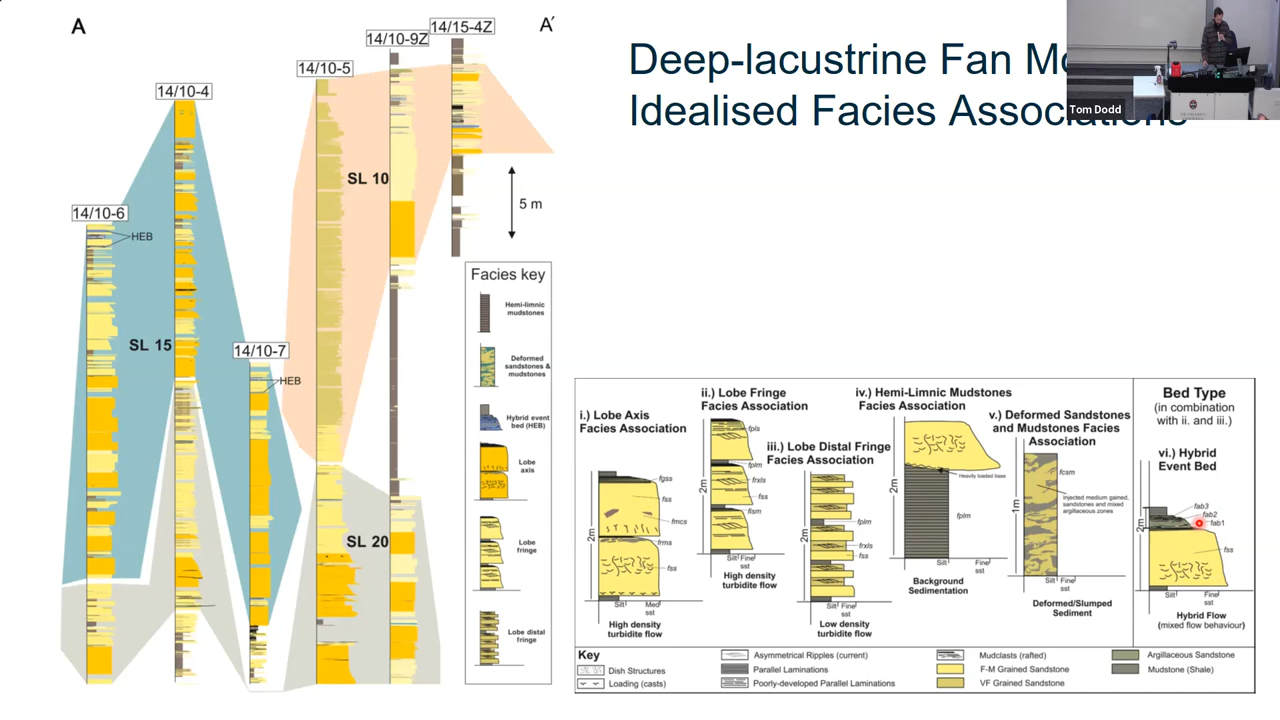 A
A′
14/10-6
14/10-4
14/10-7
14/10-5
14/10-9Z
14/15-4Z
HEB
HEB
SL 15
SL 10
SL 20
5 m
Facies key
Hemi-limnic
mudstones
Deformed
sandstones &
mudstones
Hybrid event
bed (HEB)
Lobe
axis
Lobe
fringe
Lobe distal
fringe
Deep-lacustrine Fan
Idealised Facies
Tom Dodd
i.) Lobe Axis
Facies Association
2m
fgss
fss
fmcs
frms
fss
Silt
Med
sst
High density
turbidite flow
ii.) Lobe Fringe
Facies Association
2m
fpls
fplm
frxls
fss
flsm
Silt
Fine
sst
High density
turbidite flow
iii.) Lobe Distal Fringe
Facies Association
2m
fplm
frxls
fss
Silt
Fine
sst
Low density
turbidite flow
iv.) Hemi-Limnic Mudstones
Facies Association
2m
Heavily loaded base
fplm
Silt
Fine
sst
Background
Sedimentation
v.) Deformed Sandstones
and Mudstones Facies
Association
1m
fcsm
Injected medium gained,
sandstones and mixed
argillaceous zones
Silt
Fine
sst
Deformed/Slumped
Sediment
Bed Type
(in combination
with ii. and iii.)
vi.) Hybrid
Event Bed
2m
fab3
fab2
fab1
fss
Silt
Fine
sst
Hybrid Flow
(mixed flow behaviour)
Key
Dish Structures
Loading (casts)
Asymmetrical Ripples (current)
Parallel Laminations
Poorly-developed Parallel Laminations
Mudclasts (rafted)
F-M Grained Sandstone
VF Grained Sandstone
Argillaceous Sandstone
Mudstone (Shale)